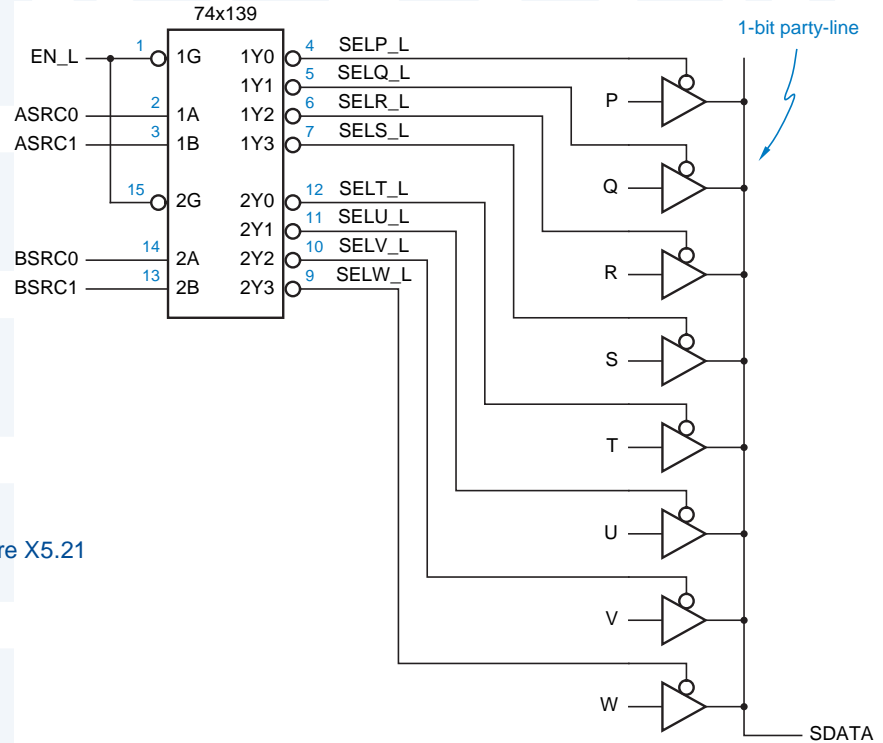 74x139
1-bit party-line
EN_L 1 1G 1Y0 4 SELP_L
1Y1 5 SELQ_L
ASRC0 2 1A 1Y2 6 SELR_L P
ASRC1 3 1B 1Y3 7 SELS_L
15 2G 2Y0 12 SELT_L Q
2Y1 11 SELU_L
BSRC0 14 2A 2Y2 10 SELV_L
BSRC1 13 2B 2Y3 9 SELW_L R
S
T
U
re X5.21
V
W
SDATA